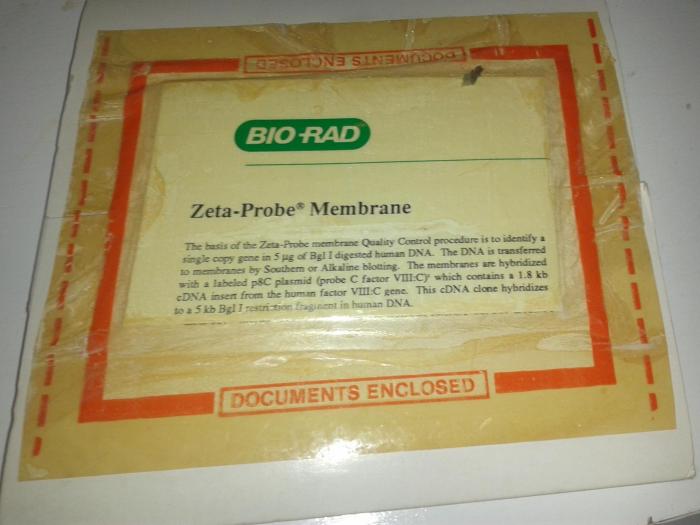 DOCUMENTS ENCLOSED
BIO-RAD
Zeta-Probe® Membrane
The basis of the Zeta-Probe membrane Quality Control procedure is to identify a
single copy gene in 5 µg of Bgl I digested human DNA. The DNA is transferred
to membranes by Southern or Alkaline blotting. The membranes are hybridized
with a labeled p8C plasmid (probe C factor VIII:C)' which contains a 1.8 kb
cDNA insert from the human factor VIII:C gene. This cDNA clone hybridizes
to a 5 kb Bgl I restriction fragment in human DNA.
DOCUMENTS ENCLOSED